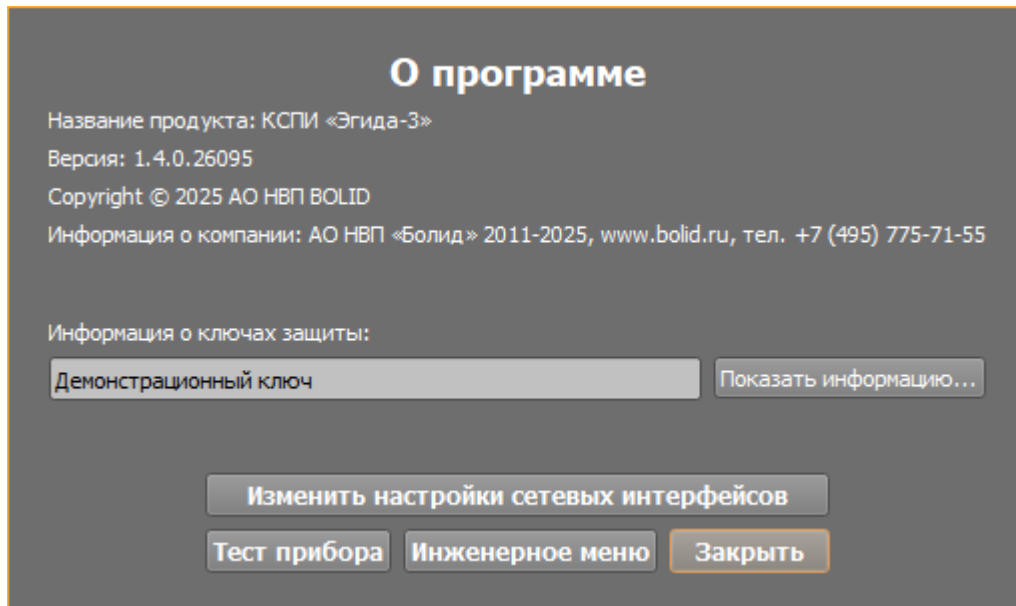 О программе
Название продукта: КСПИ «Эгида-3»
Версия: 1.4.0.26095
Copyright © 2025 АО НВП BOLID
Информация о компании: АО НВП «Болид» 2011-2025, www.bolid.ru, тел. +7 (495) 775-71-55
Информация о ключах защиты:
Демонстрационный ключ
Показать информацию...
Изменить настройки сетевых интерфейсов
Тест прибора
Инженерное меню
Закрыть